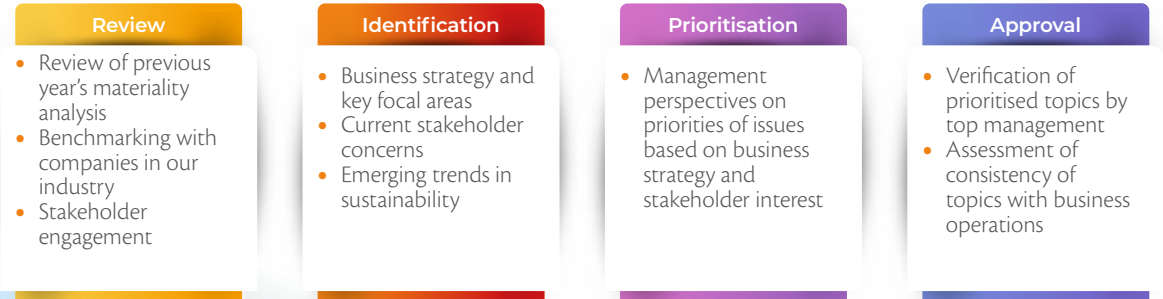 Review
• Review of previous
year's materiality
analysis
• Benchmarking with
companies in our
industry
• Stakeholder
engagement
Identification
• Business strategy and
key focal areas
• Current stakeholder
concerns
• Emerging trends in
sustainability
Prioritisation
• Management
perspectives on
priorities of issues
based on business
strategy and
stakeholder interest
Approval
• Verification of
prioritised topics by
top management
• Assessment of
consistency of
topics with business
operations